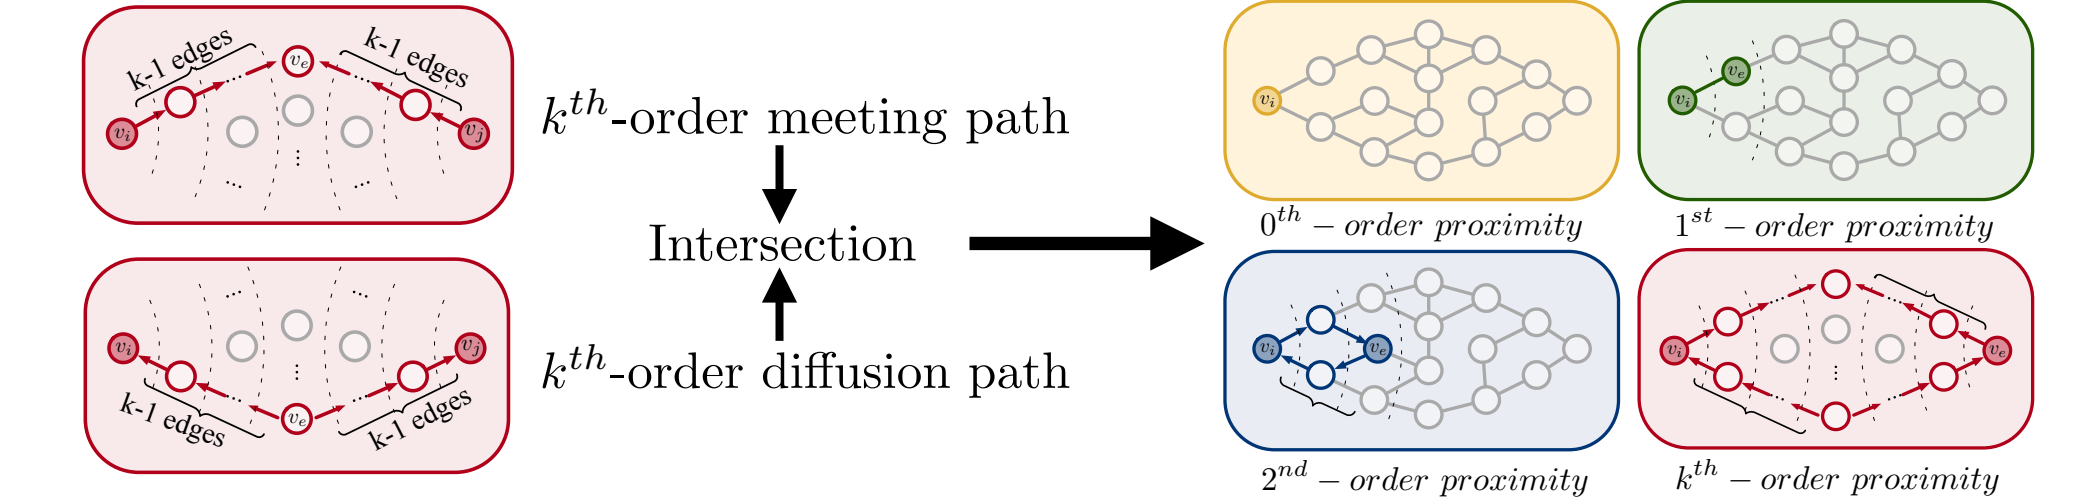 k-1 edges
k-1 edges
v_e
...
...
v_i
v_j
...
...
...
k^{th}-order meeting path
Intersection
k^{th}-order diffusion path
...
...
v_i
v_j
...
...
...
v_e
k-1 edges
k-1 edges
v_i
0^{th} − order proximity
v_e
v_i
1^{st} − order proximity
v_i
v_e
2^{nd} − order proximity
...
...
v_i
v_e
...
...
...
k^{th} − order proximity